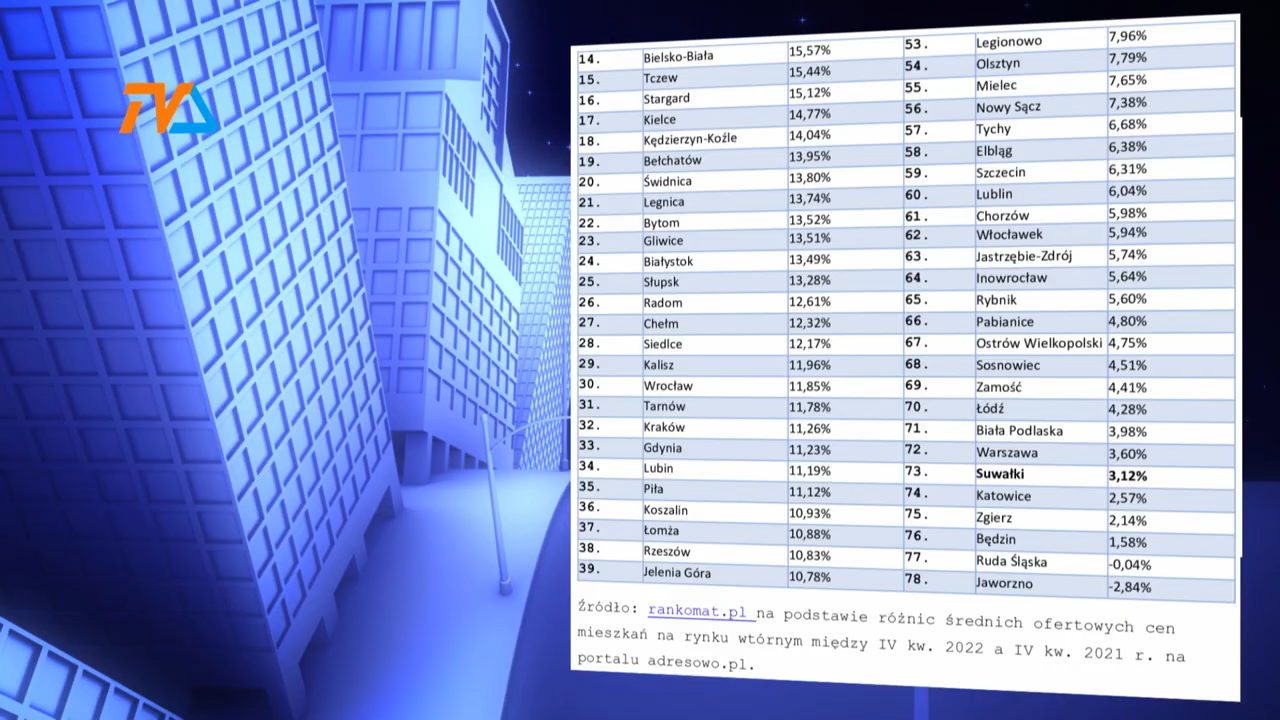 TVS
14. Bielsko-Biała 15,57% 53. Legionowo 7,96%
15. Tczew 15,44% 54. Olsztyn 7,79%
16. Stargard 15,12% 55. Mielec 7,65%
17. Kielce 14,77% 56. Nowy Sącz 7,38%
18. Kędzierzyn-Koźle 14,04% 57. Tychy 6,68%
19. Bełchatów 13,95% 58. Elbląg 6,38%
20. Świdnica 13,80% 59. Szczecin 6,31%
21. Legnica 13,74% 60. Lublin 6,04%
22. Bytom 13,52% 61. Chorzów 5,98%
23. Gliwice 13,51% 62. Włocławek 5,94%
24. Białystok 13,49% 63. Jastrzębie-Zdrój 5,74%
25. Słupsk 13,28% 64. Inowrocław 5,64%
26. Radom 12,61% 65. Rybnik 5,60%
27. Chełm 12,32% 66. Pabianice 4,80%
28. Siedlce 12,17% 67. Ostrów Wielkopolski 4,75%
29. Kalisz 11,96% 68. Sosnowiec 4,51%
30. Wrocław 11,85% 69. Zamość 4,41%
31. Tarnów 11,78% 70. Łódź 4,28%
32. Kraków 11,26% 71. Biała Podlaska 3,98%
33. Gdynia 11,23% 72. Warszawa 3,60%
34. Lubin 11,19% 73. Suwałki 3,12%
35. Piła 11,12% 74. Katowice 2,57%
36. Koszalin 10,93% 75. Zgierz 2,14%
37. Łomża 10,88% 76. Będzin 1,58%
38. Rzeszów 10,83% 77. Ruda Śląska -0,04%
39. Jelenia Góra 10,78% 78. Jaworzno -2,84%
Źródło: rankomat.pl na podstawie różnic średnich ofertowych cen
mieszkań na rynku wtórnym między IV kw. 2022 a IV kw. 2021 r. na
portalu adresowo.pl.